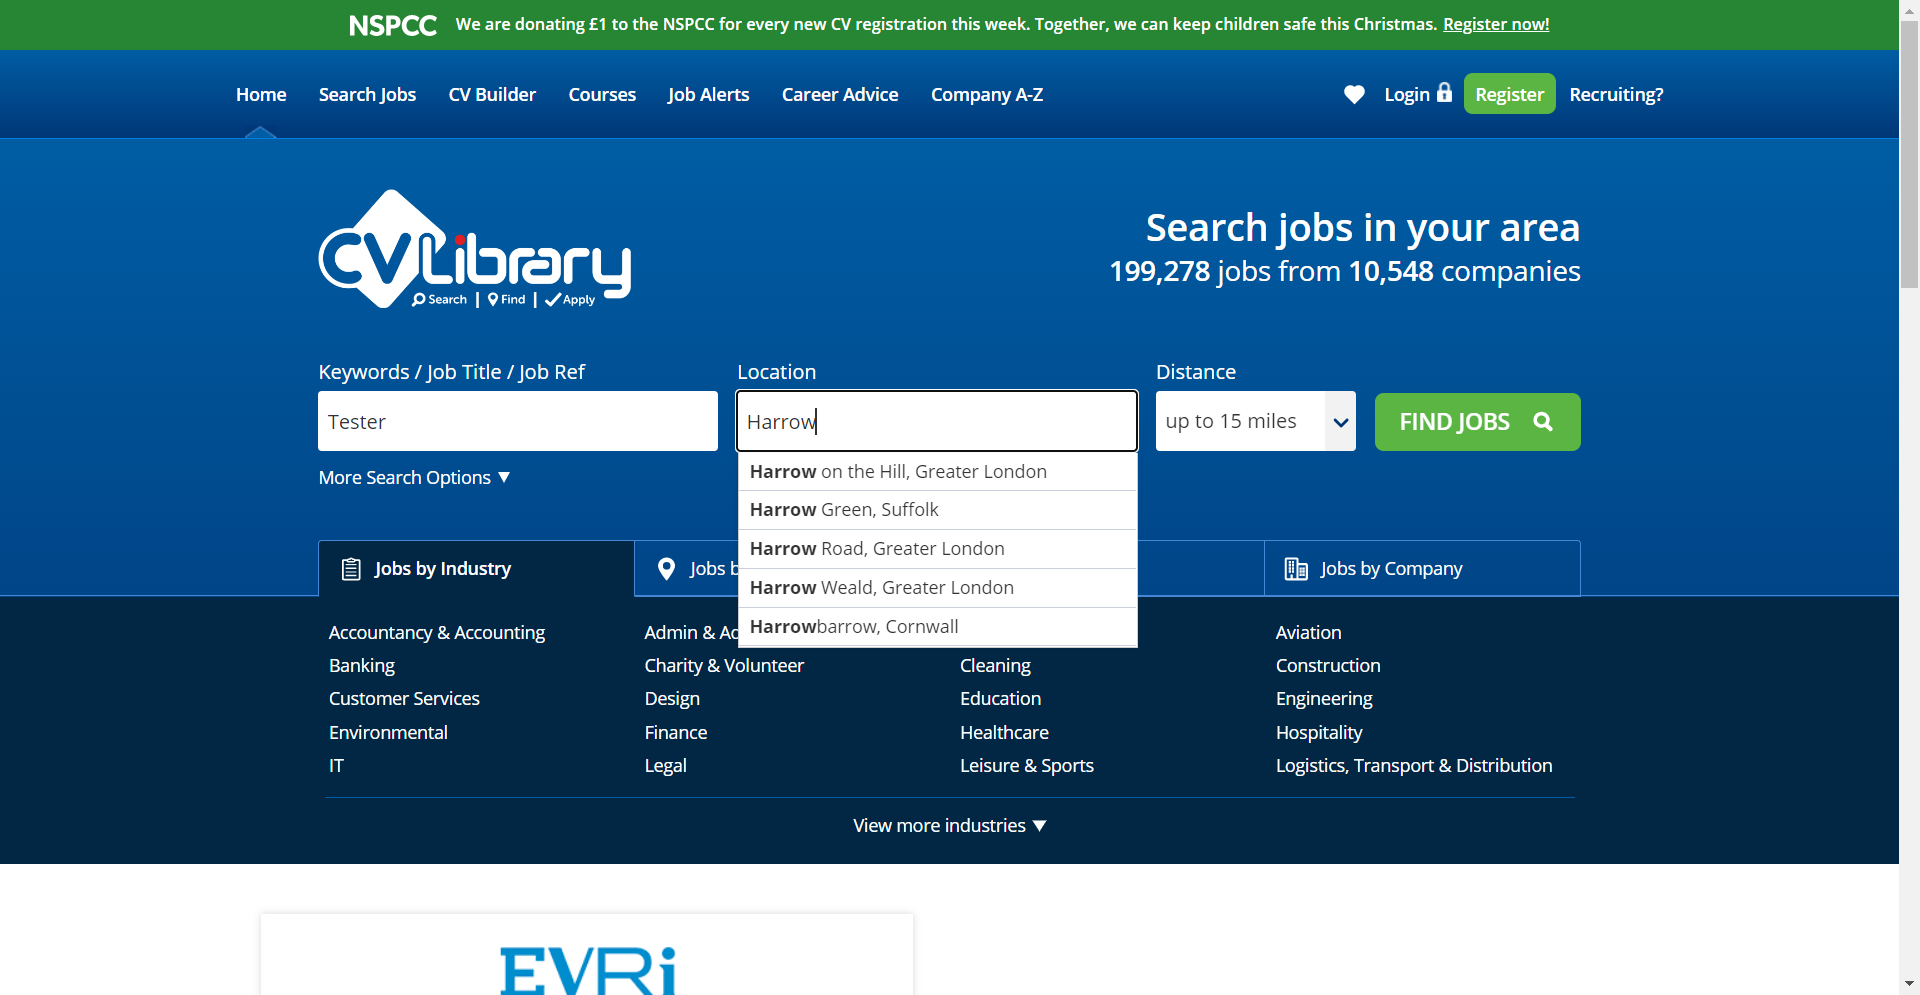 NSPCC We are donating £1 to the NSPCC for every new CV registration this week. Together, we can keep children safe this Christmas. Register now!
Home Search Jobs CV Builder Courses Job Alerts Career Advice Company A-Z Login Register Recruiting?
CVLibrary
Search | Find | Apply
Search jobs in your area
199,278 jobs from 10,548 companies
Keywords / Job Title / Job Ref Location Distance
Tester Harrow up to 15 miles FIND JOBS
More Search Options ▼
Harrow on the Hill, Greater London
Harrow Green, Suffolk
Harrow Road, Greater London
Harrow Weald, Greater London
Harrowbarrow, Cornwall
Jobs by Industry Jobs Jobs by Company
Accountancy & Accounting Admin & Aviation
Banking Charity & Volunteer Cleaning Construction
Customer Services Design Education Engineering
Environmental Finance Healthcare Hospitality
IT Legal Leisure & Sports Logistics, Transport & Distribution
View more industries ▼
EVRi